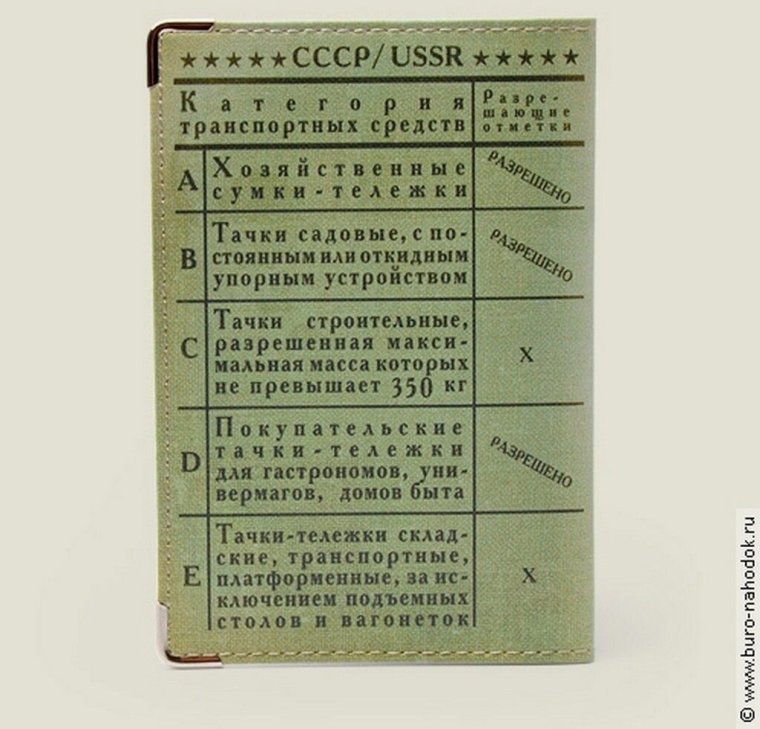 ★★★★★ СССР/USSR ★★★★★
Категория
транспортных средств
Разре-
шающие
отметки
A
Хозяйственные
сумки-тележки
РАЗРЕШЕНО
B
Тачки садовые, с по-
стоянным или откидным
упорным устройством
РАЗРЕШЕНО
C
Тачки строительные,
разрешенная макси-
мальная масса которых
не превышает 350 кг
X
D
Покупательские
тачки-тележки
для гастрономов, уни-
вермагов, домов быта
РАЗРЕШЕНО
E
Тачки-тележки склад-
ские, транспортные,
платформенные, за ис-
ключением подъемных
столов и вагонеток
X
© www.buro-nahodok.ru